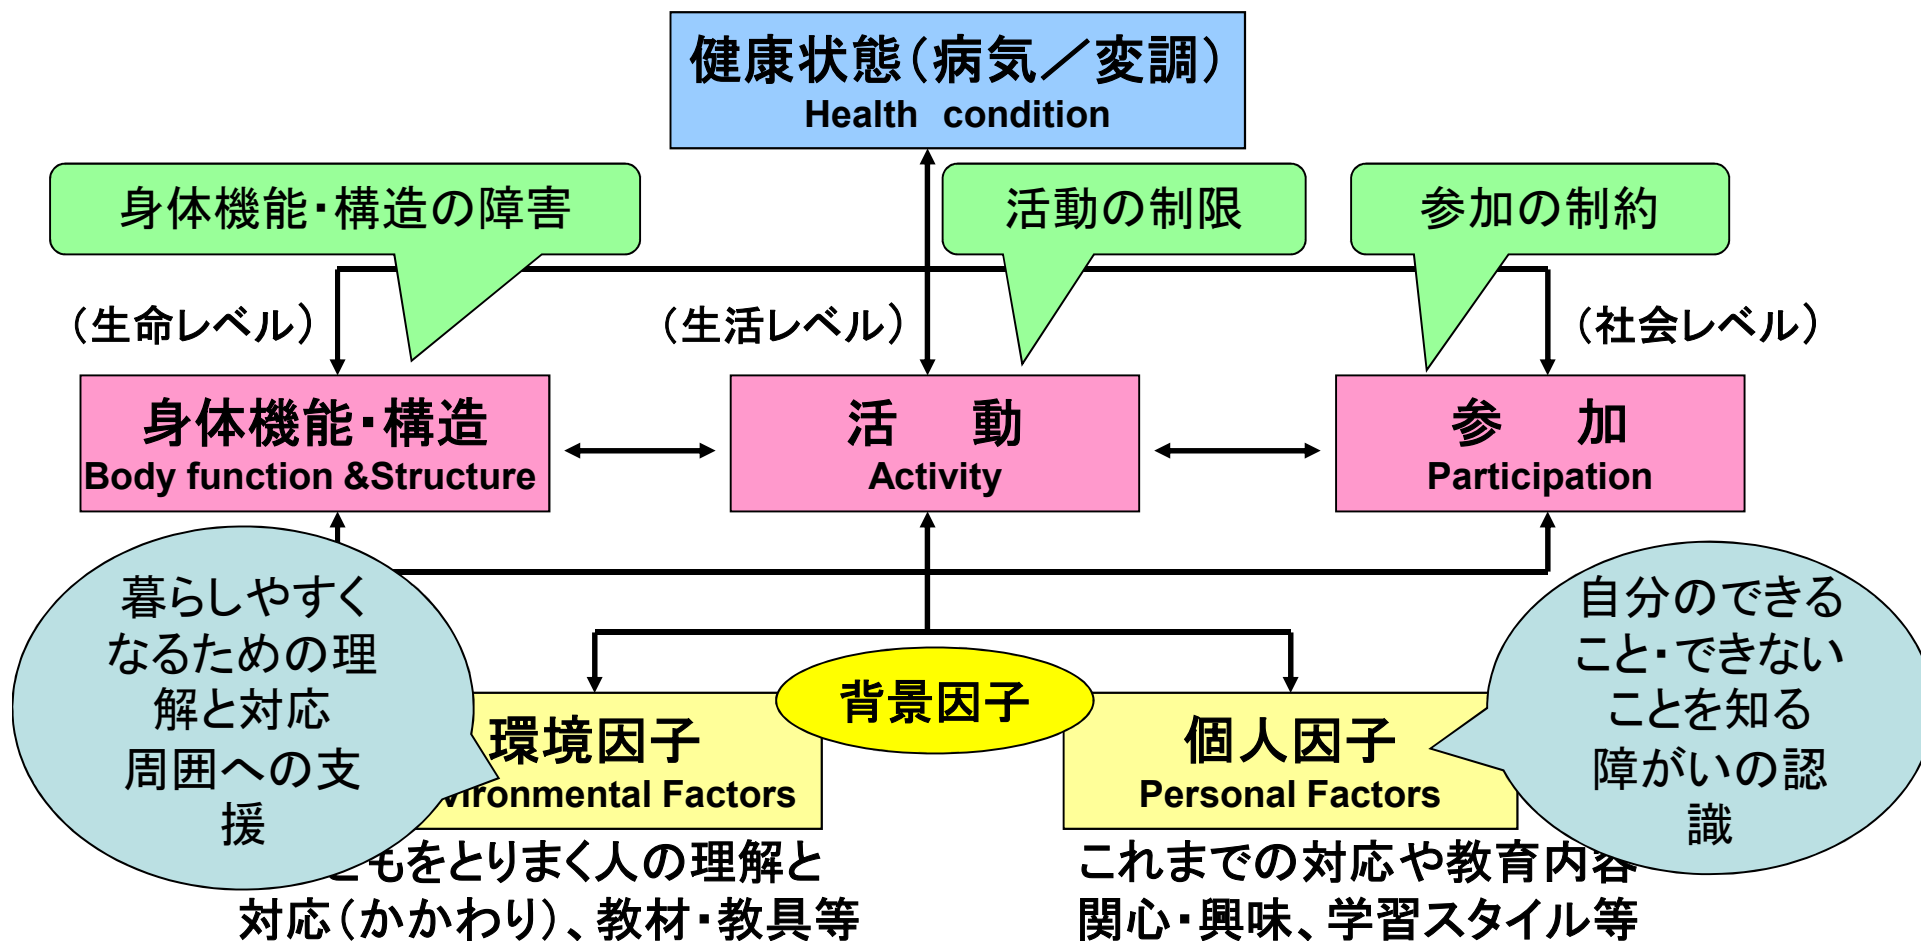 健康状態（病気／変調）
Health condition
身体機能・構造の障害
活動の制限
参加の制約
（生命レベル）
（生活レベル）
（社会レベル）
身体機能・構造
Body function &Structure
活 動
Activity
参 加
Participation
暮らしやすく
なるための理
解と対応
周囲への支
援
自分のできる
こと・できない
ことを知る
障がいの認
識
背景因子
環境因子
vironmental Factors
個人因子
Personal Factors
どもをとりまく人の理解と
対応（かかわり）、教材・教具等
これまでの対応や教育内容
関心・興味、学習スタイル等